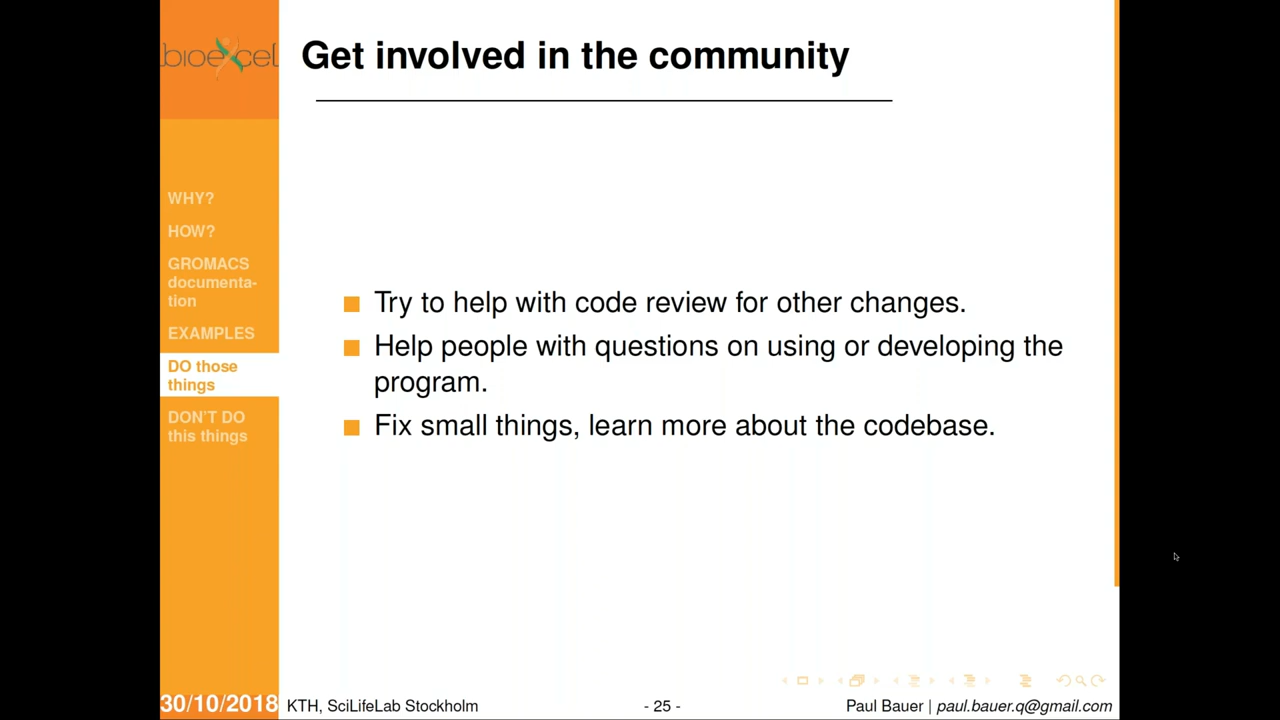 bioexcel
Get involved in the community
WHY?
HOW?
GROMACS
documenta-
tion
EXAMPLES
DO those
things
DON'T DO
this things
Try to help with code review for other changes.
Help people with questions on using or developing the
program.
Fix small things, learn more about the codebase.
30/10/2018
KTH, SciLifeLab Stockholm
- 25 -
Paul Bauer | paul.bauer.q@gmail.com